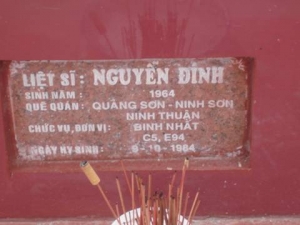 LIỆT SĨ: NGUYỄN ĐÌNH
SINH NĂM: 1964
QUÊ QUÁN: QUẢNG SƠN - NINH SƠN
NINH THUẬN
CHỨC VỤ, ĐƠN VỊ: BINH NHẤT
C5, E94
NGÀY HY SINH: 9-10-1984